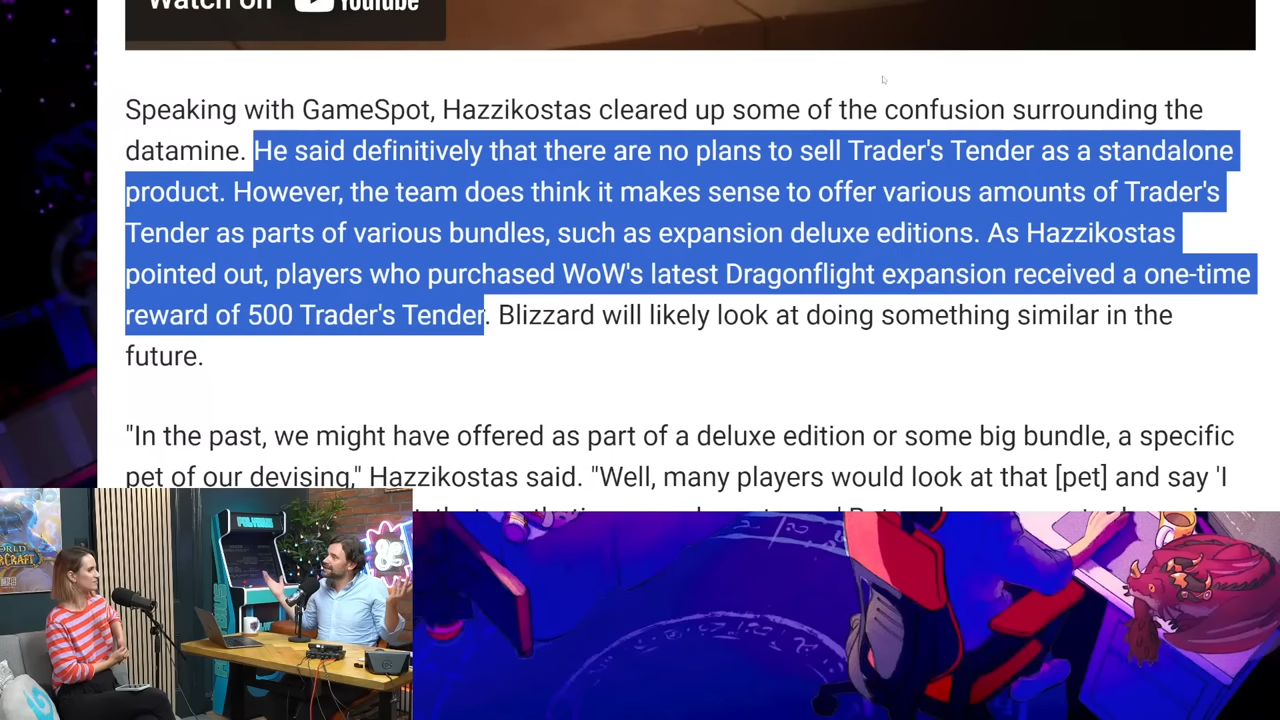 Watch on YouTube
Speaking with GameSpot, Hazzikostas cleared up some of the confusion surrounding the
datamine. He said definitively that there are no plans to sell Trader's Tender as a standalone
product. However, the team does think it makes sense to offer various amounts of Trader's
Tender as parts of various bundles, such as expansion deluxe editions. As Hazzikostas
pointed out, players who purchased WoW's latest Dragonflight expansion received a one-time
reward of 500 Trader's Tender. Blizzard will likely look at doing something similar in the
future.
"In the past, we might have offered as part of a deluxe edition or some big bundle, a specific
pet of our devising," Hazzikostas said. "Well, many players would look at that [pet] and say 'I